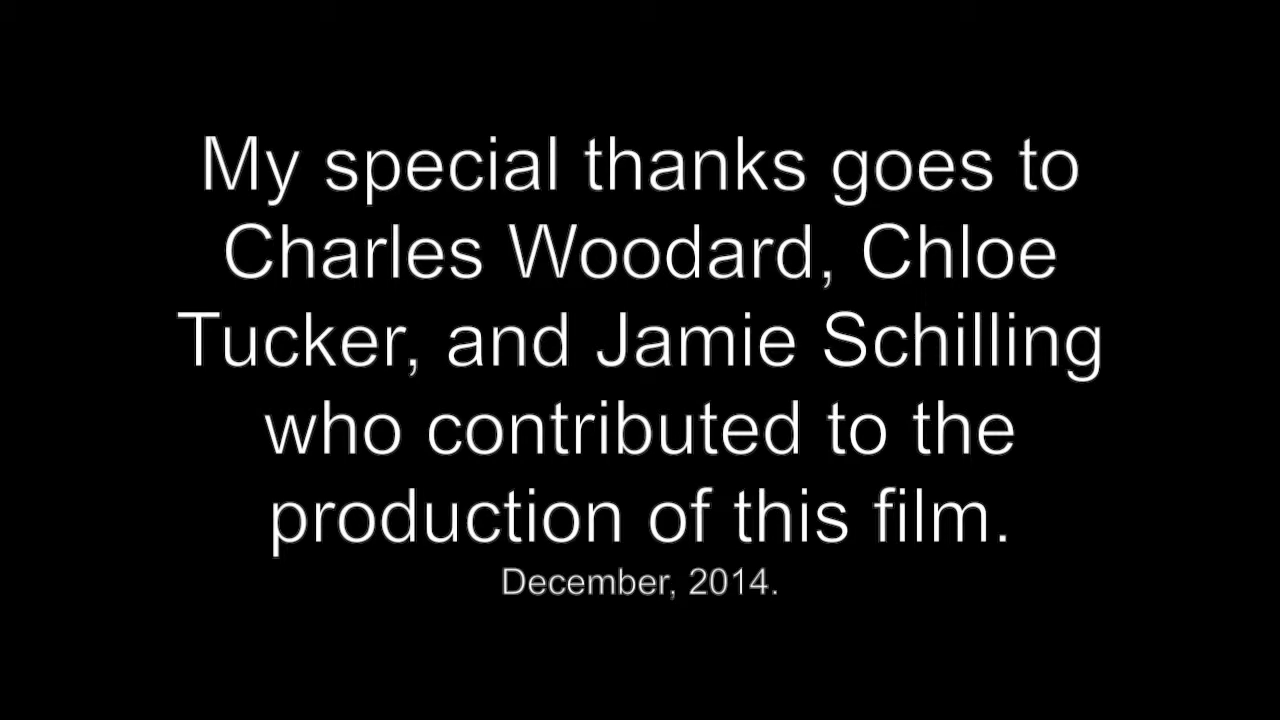 My special thanks goes to
Charles Woodard, Chloe
Tucker, and Jamie Schilling
who contributed to the
production of this film.
December, 2014.